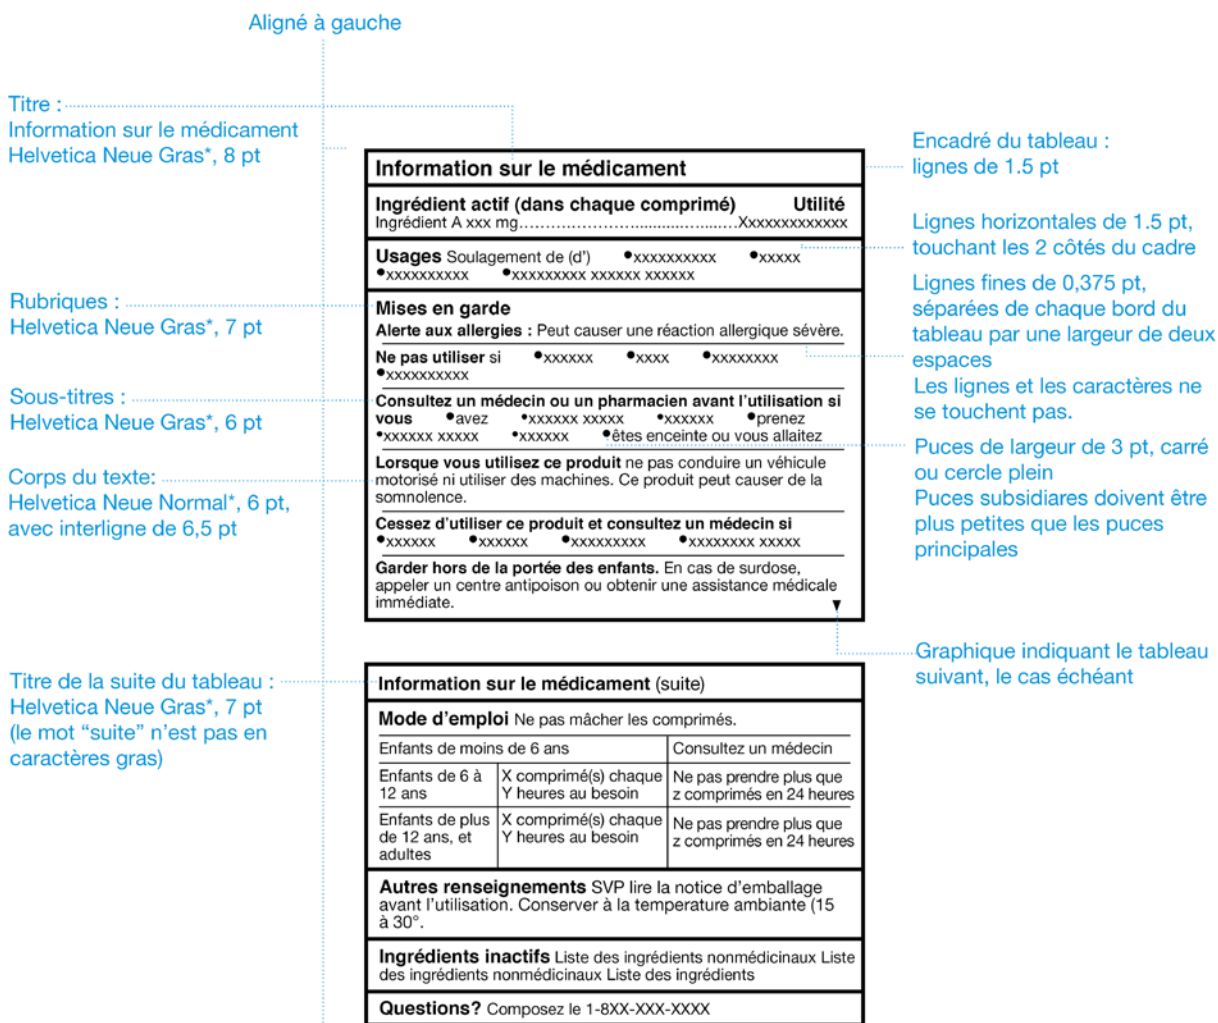 Aligné à gauche
Titre :
Information sur le médicament
Helvetica Neue Gras*, 8 pt
Rubriques :
Helvetica Neue Gras*, 7 pt
Sous-titres :
Helvetica Neue Gras*, 6 pt
Corps du texte:
Helvetica Neue Normal*, 6 pt,
avec interligne de 6,5 pt
Titre de la suite du tableau :
Helvetica Neue Gras*, 7 pt
(le mot “suite” n’est pas en
caractères gras)
Information sur le médicament
Ingrédient actif (dans chaque comprimé) Utilité
Ingrédient A xxx mg.......................................Xxxxxxxxxxxxx
Usages Soulagement de (d’) •xxxxxxxxxx •xxxxx
•xxxxxxxxxx •xxxxxxxxx xxxxxx xxxxxx
Mises en garde
Alerte aux allergies : Peut causer une réaction allergique sévère.
Ne pas utiliser si •xxxxxx •xxxx •xxxxxxxx
•xxxxxxxxxx
Consultez un médecin ou un pharmacien avant l’utilisation si
vous •avez •xxxxxx xxxxx •xxxxxx •prenez
•xxxxxx xxxxx •xxxxxx •êtes enceinte ou vous allaitez
Lorsque vous utilisez ce produit ne pas conduire un véhicule
motorisé ni utiliser des machines. Ce produit peut causer de la
somnolence.
Cessez d’utiliser ce produit et consultez un médecin si
•xxxxxx •xxxxxx •xxxxxxxxx •xxxxxxxx xxxxx
Garder hors de la portée des enfants. En cas de surdose,
appeler un centre antipoison ou obtenir une assistance médicale
immédiate.
Information sur le médicament (suite)
Mode d’emploi Ne pas mâcher les comprimés.
Enfants de moins de 6 ans Consultez un médecin
Enfants de 6 à X comprimé(s) chaque Ne pas prendre plus que
12 ans Y heures au besoin z comprimés en 24 heures
Enfants de plus X comprimé(s) chaque Ne pas prendre plus que
de 12 ans, et Y heures au besoin z comprimés en 24 heures
adultes
Autres renseignements SVP lire la notice d’emballage
avant l’utilisation. Conserver à la temperature ambiante (15
à 30°.
Ingrédients inactifs Liste des ingrédients nonmédicinaux Liste
des ingrédients nonmédicinaux Liste des ingrédients
Questions? Composez le 1-8XX-XXX-XXXX
Encadré du tableau :
lignes de 1.5 pt
Lignes horizontales de 1.5 pt,
touchant les 2 côtés du cadre
Lignes fines de 0,375 pt,
séparées de chaque bord du
tableau par une largeur de deux
espaces
Les lignes et les caractères ne
se touchent pas.
Puces de largeur de 3 pt, carré
ou cercle plein
Puces subsidiares doivent être
plus petites que les puces
principales
Graphique indiquant le tableau
suivant, le cas échéant